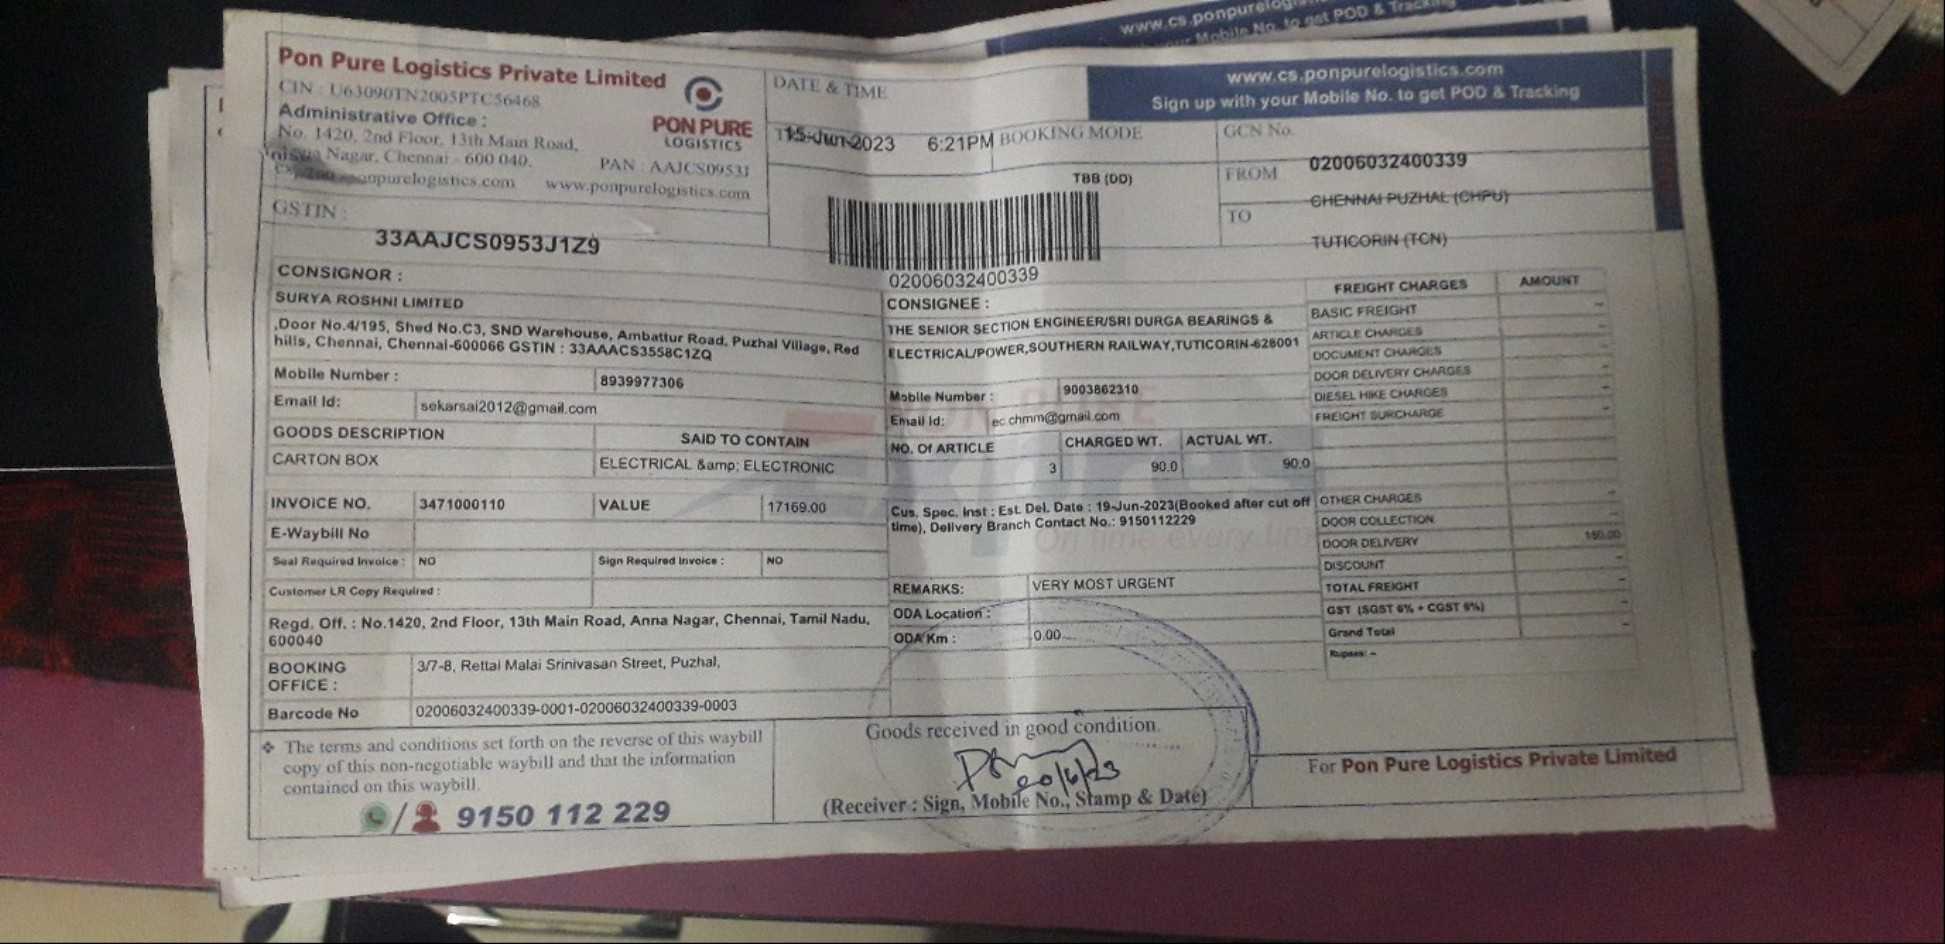 www.cs.ponpurelog
Mobile No. to get POD & Tracking
Pon Pure Logistics Private Limited
CIN : U63090TN2005PTC56468
Administrative Office :
No. 1420, 2nd Floor, 13th Main Road,
Nagar, Chennai - 600 040.
PAN : AAJCS0953J
www.ponpurelogistics.com
PON PURE
LOGISTICS
GSTIN :
33AAJCS0953J1Z9
DATE & TIME
15-Jun-2023 6:21PM
BOOKING MODE
TBB (DD)
www.cs.ponpurelogistics.com
Sign up with your Mobile No. to get POD & Tracking
GCN No.
02006032400339
FROM
CHENNAI PUZHAL (CHPU)
TO
TUTICORIN (TCN)
02006032400339
CONSIGNOR :
SURYA ROSHNI LIMITED
,Door No.4/195, Shed No.C3, SND Warehouse, Ambattur Road, Puzhal Village, Red
hills, Chennai, Chennai-600066 GSTIN : 33AAACS3558C1ZQ
Mobile Number : 8939977306
Email Id: sekarsai2012@gmail.com
GOODS DESCRIPTION SAID TO CONTAIN
CARTON BOX ELECTRICAL &amp; ELECTRONIC
INVOICE NO. 3471000110 VALUE 17169.00
E-Waybill No
Seal Required Invoice : NO Sign Required Invoice : NO
Customer LR Copy Required :
Regd. Off. : No.1420, 2nd Floor, 13th Main Road, Anna Nagar, Chennai, Tamil Nadu,
600040
BOOKING 3/7-8, Rettai Malai Srinivasan Street, Puzhal,
OFFICE :
Barcode No 02006032400339-0001-02006032400339-0003
CONSIGNEE :
THE SENIOR SECTION ENGINEER/SRI DURGA BEARINGS &
ELECTRICAL/POWER,SOUTHERN RAILWAY,TUTICORIN-628001
Mobile Number : 9003862310
Email Id: ec.chmm@gmail.com
NO. Of ARTICLE CHARGED WT. ACTUAL WT.
3 90.0 90.0
Cus. Spec. Inst : Est. Del. Date : 19-Jun-2023(Booked after cut off
time), Delivery Branch Contact No.: 9150112229
On time every time
REMARKS: VERY MOST URGENT
ODA Location :
ODA Km : 0.00
FREIGHT CHARGES AMOUNT
BASIC FREIGHT -
ARTICLE CHARGES -
DOCUMENT CHARGES -
DOOR DELIVERY CHARGES -
DIESEL HIKE CHARGES -
FREIGHT SURCHARGE -
OTHER CHARGES -
DOOR COLLECTION -
DOOR DELIVERY 150.00
DISCOUNT -
TOTAL FREIGHT -
GST (SGST 6% + CGST 6%) -
Grand Total -
Rupees: -
❖ The terms and conditions set forth on the reverse of this waybill
copy of this non-negotiable waybill and that the information
contained on this waybill.
/ 9150 112 229
Goods received in good condition.
20/6/23
(Receiver : Sign, Mobile No., Stamp & Date)
For Pon Pure Logistics Private Limited